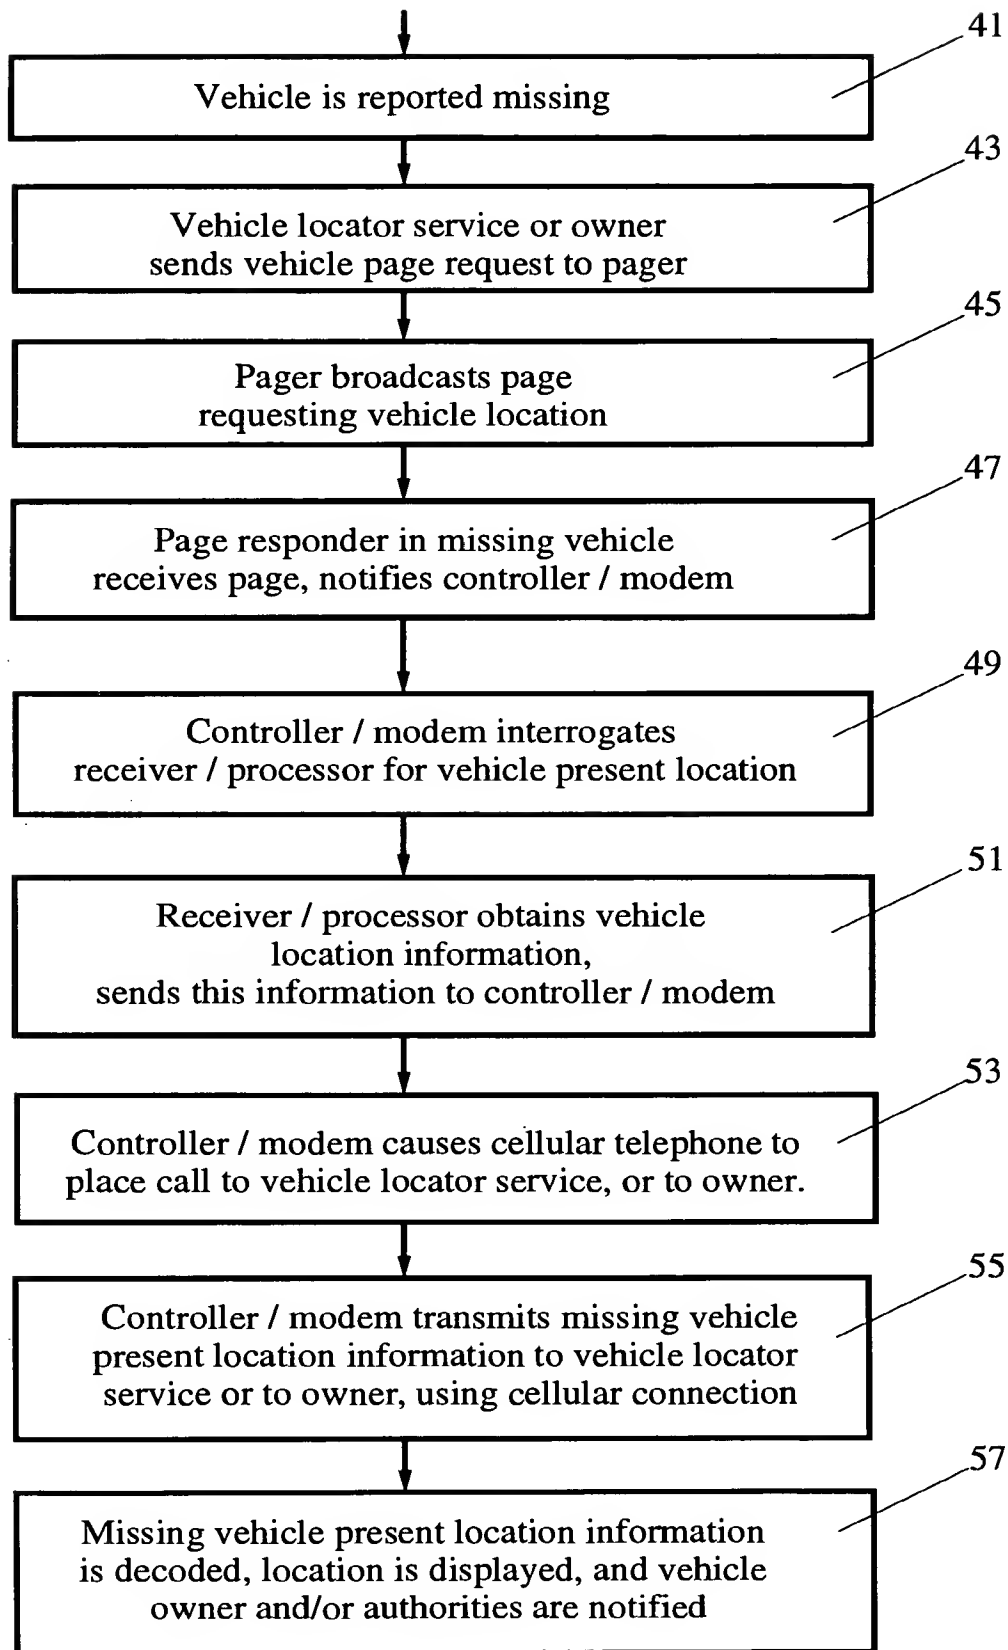 41
Vehicle is reported missing
43
Vehicle locator service or owner
sends vehicle page request to pager
45
Pager broadcasts page
requesting vehicle location
47
Page responder in missing vehicle
receives page, notifies controller / modem
49
Controller / modem interrogates
receiver / processor for vehicle present location
51
Receiver / processor obtains vehicle
location information,
sends this information to controller / modem
53
Controller / modem causes cellular telephone to
place call to vehicle locator service, or to owner.
55
Controller / modem transmits missing vehicle
present location information to vehicle locator
service or to owner, using cellular connection
57
Missing vehicle present location information
is decoded, location is displayed, and vehicle
owner and/or authorities are notified